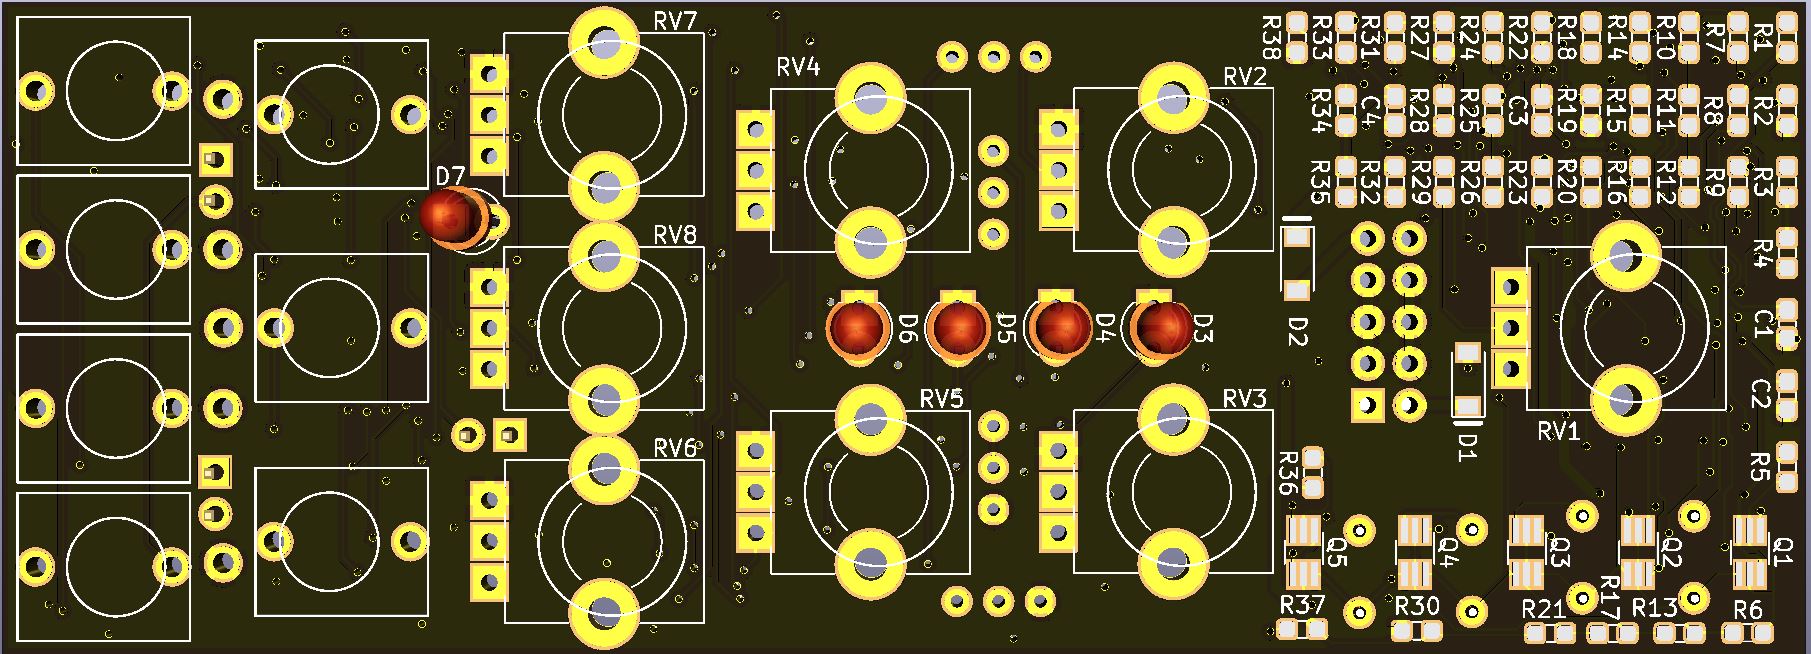 R1 R2 R3 R4 C1 C2 R5 Q1 R6
R7 R8 R9
R10 R11 R12 Q2 R13
R14 R15 R16
R17
R18 R19 R20 RV1 Q3 R21
R22 C3 R23
R24 R25 R26 D1
R27 R28 R29 Q4 R30
R31 C4 R32
R33 R34 R35 Q5 R37
R38 D2 R36
RV2 RV3
D3
D4
D5
RV5
D6
RV4
RV7 RV8 RV6
D7